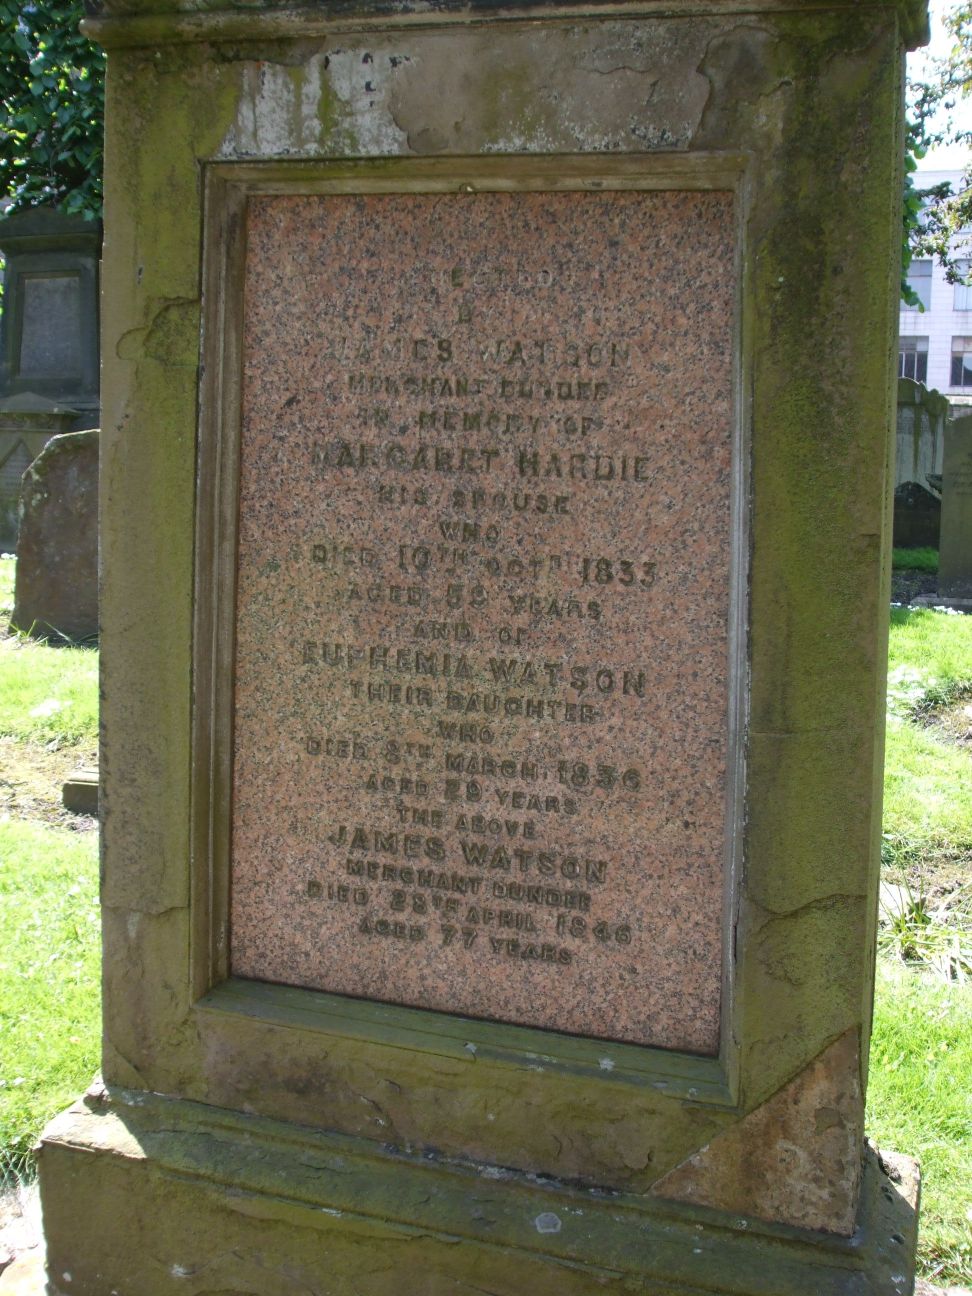 ERECTED
BY
JAMES WATSON
MERCHANT DUNDEE
IN MEMORY OF
MARGARET HARDIE
HIS SPOUSE
WHO
DIED 10TH OCTR 1833
AGED 59 YEARS
AND OF
EUPHEMIA WATSON
THEIR DAUGHTER
WHO
DIED 8TH MARCH 1836
AGED 29 YEARS
THE ABOVE
JAMES WATSON
MERCHANT DUNDEE
DIED 28TH APRIL 1846
AGED 77 YEARS